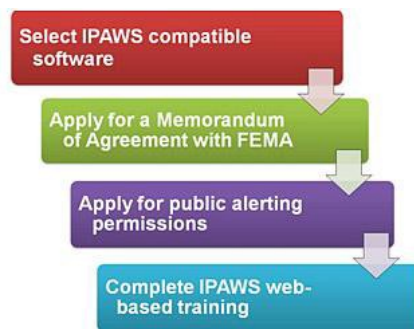 Select IPAWS compatible
software
Apply for a Memorandum
of Agreement with FEMA
Apply for public alerting
permissions
Complete IPAWS web-
based training